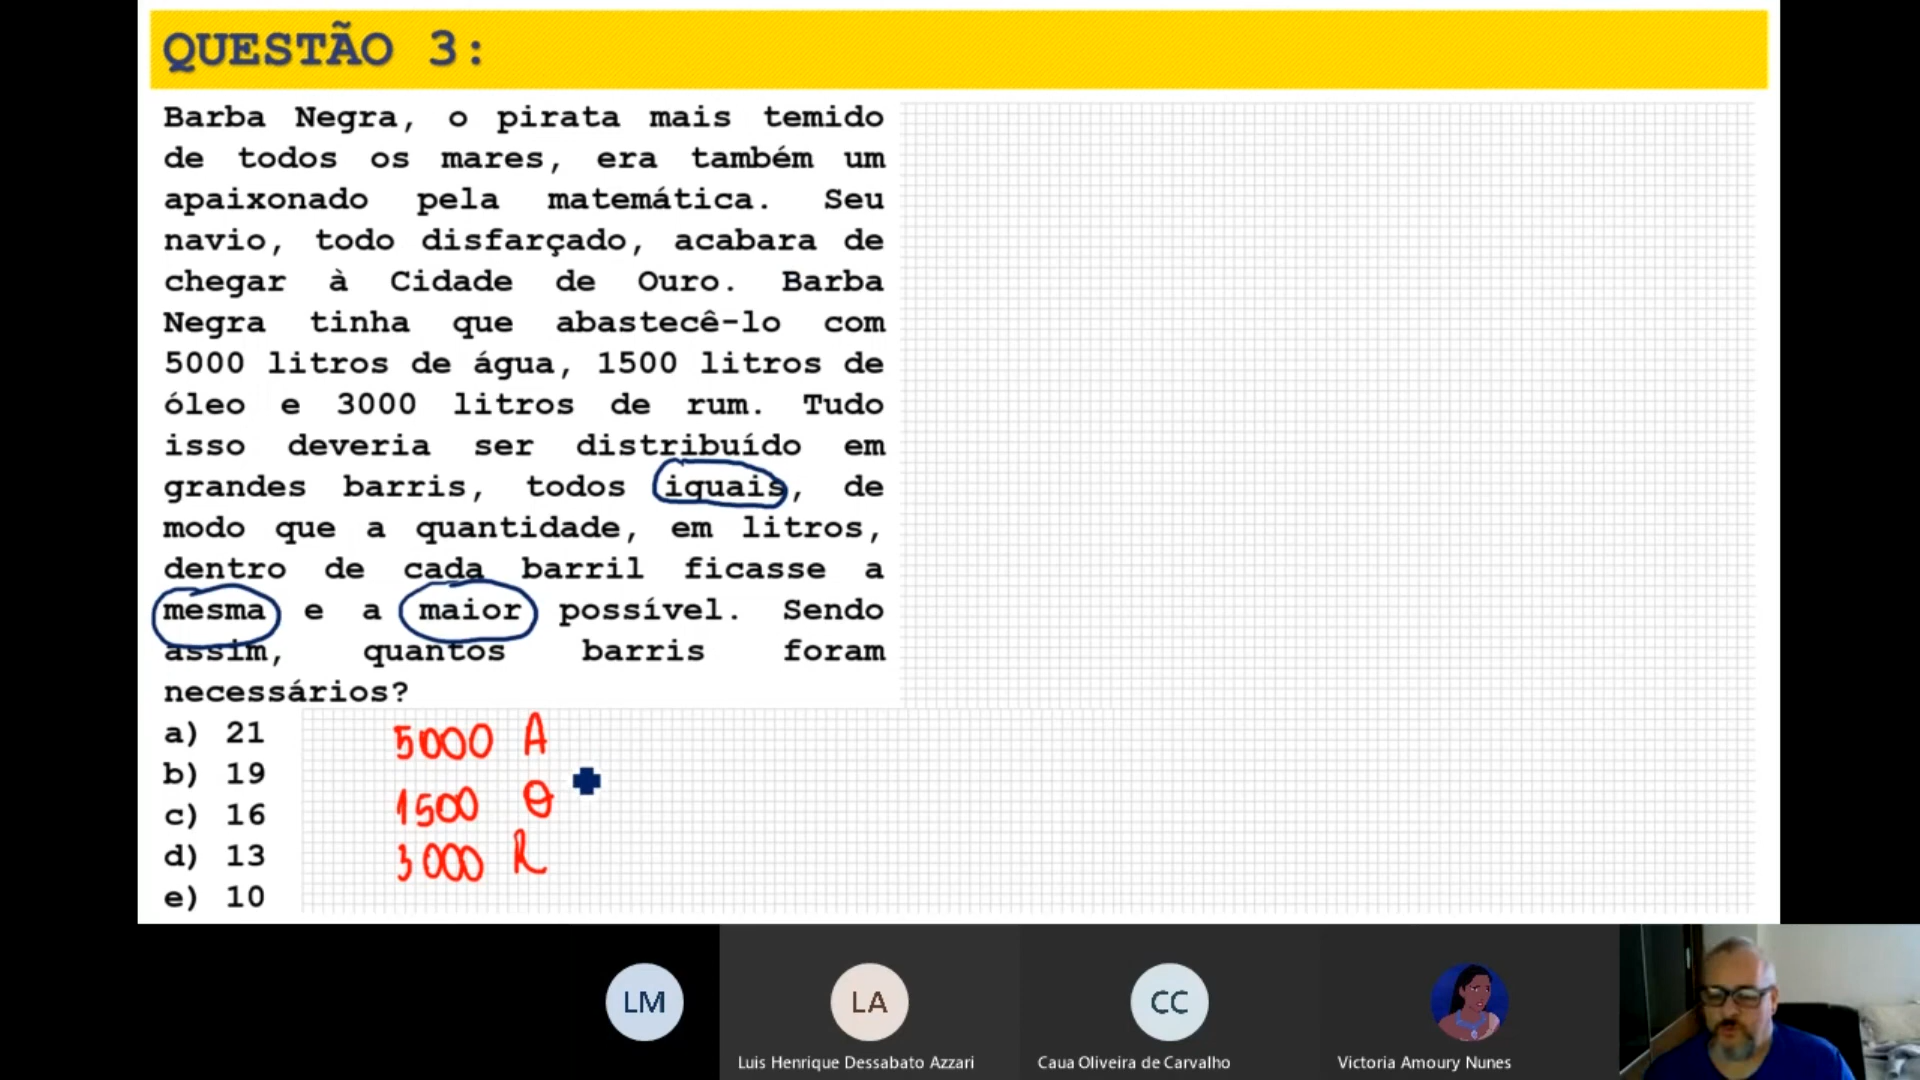 QUESTÃO 3:
Barba Negra, o pirata mais temido
de todos os mares, era também um
apaixonado pela matemática. Seu
navio, todo disfarçado, acabara de
chegar à Cidade de Ouro. Barba
Negra tinha que abastecê-lo com
5000 litros de água, 1500 litros de
óleo e 3000 litros de rum. Tudo
isso deveria ser distribuído em
grandes barris, todos iguais, de
modo que a quantidade, em litros,
dentro de cada barril ficasse a
mesma e a maior possível. Sendo
assim, quantos barris foram
necessários?
a) 21
b) 19
c) 16
d) 13
e) 10
5000 A
1500 O
3000 R
LM
LA
CC
Luis Henrique Dessabato Azzari
Caua Oliveira de Carvalho
Victoria Amoury Nunes